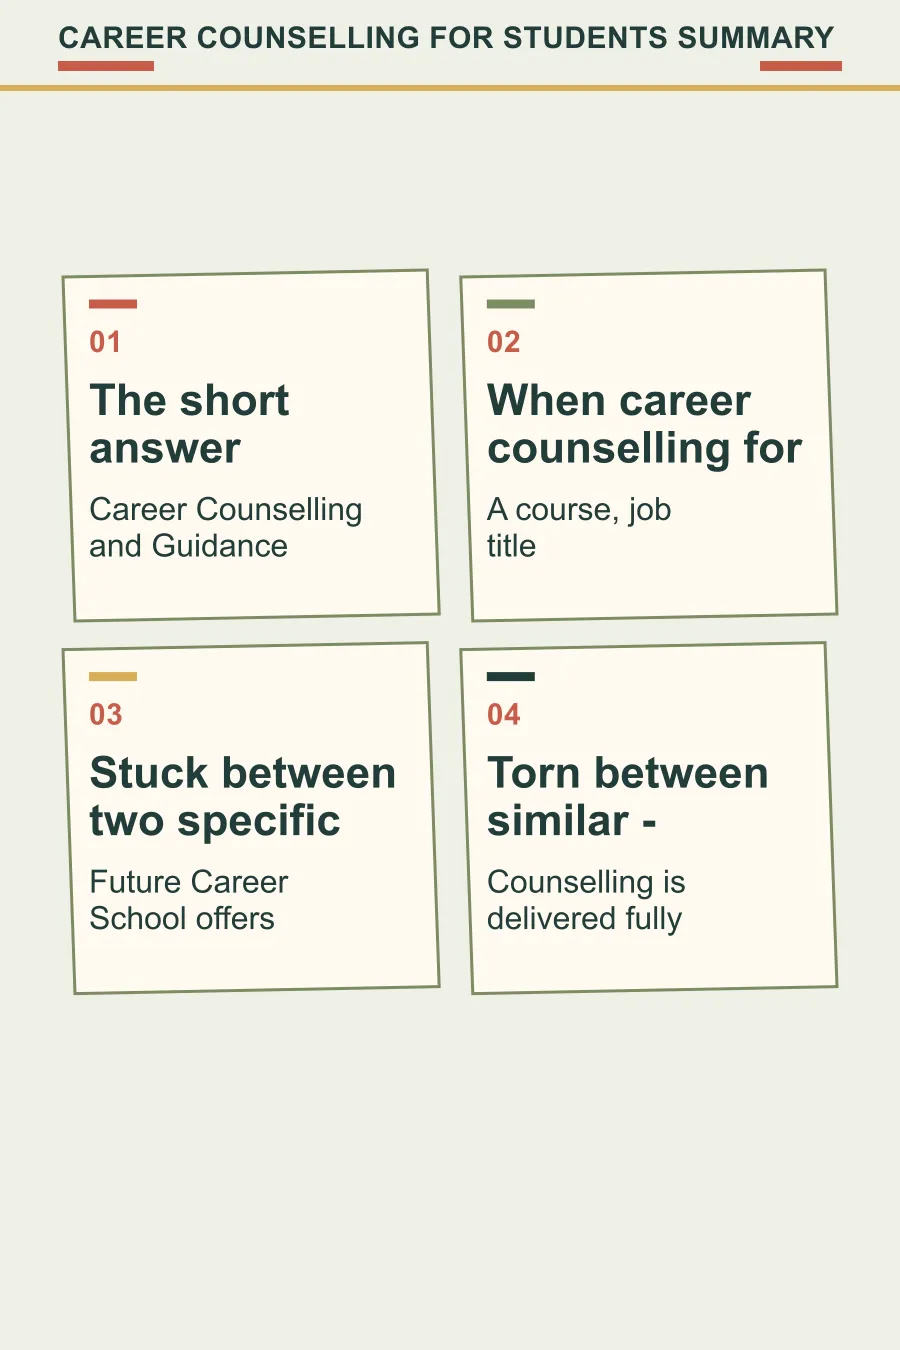 CAREER COUNSELLING FOR STUDENTS SUMMARY
01
The short
answer
Career Counselling
and Guidance
02
When career
counselling for
A course, job
title
03
Stuck between
two specific
Future Career
School offers
04
Torn between
similar -
Counselling is
delivered fully